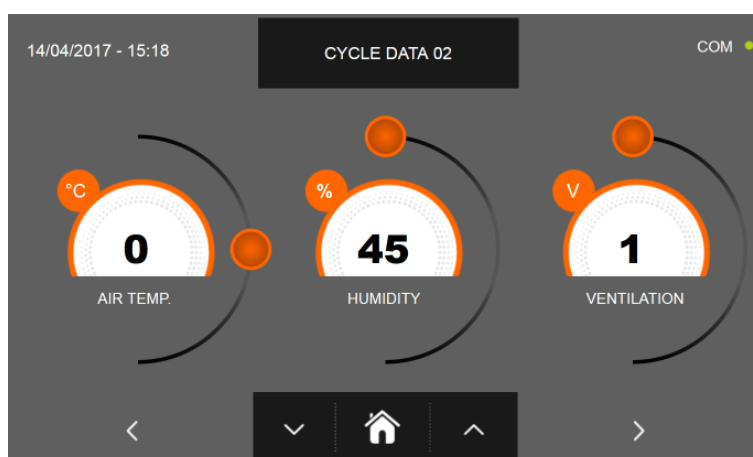 14/04/2017 - 15:18
CYCLE DATA 02
COM
°C
%
V
0
45
1
AIR TEMP.
HUMIDITY
VENTILATION